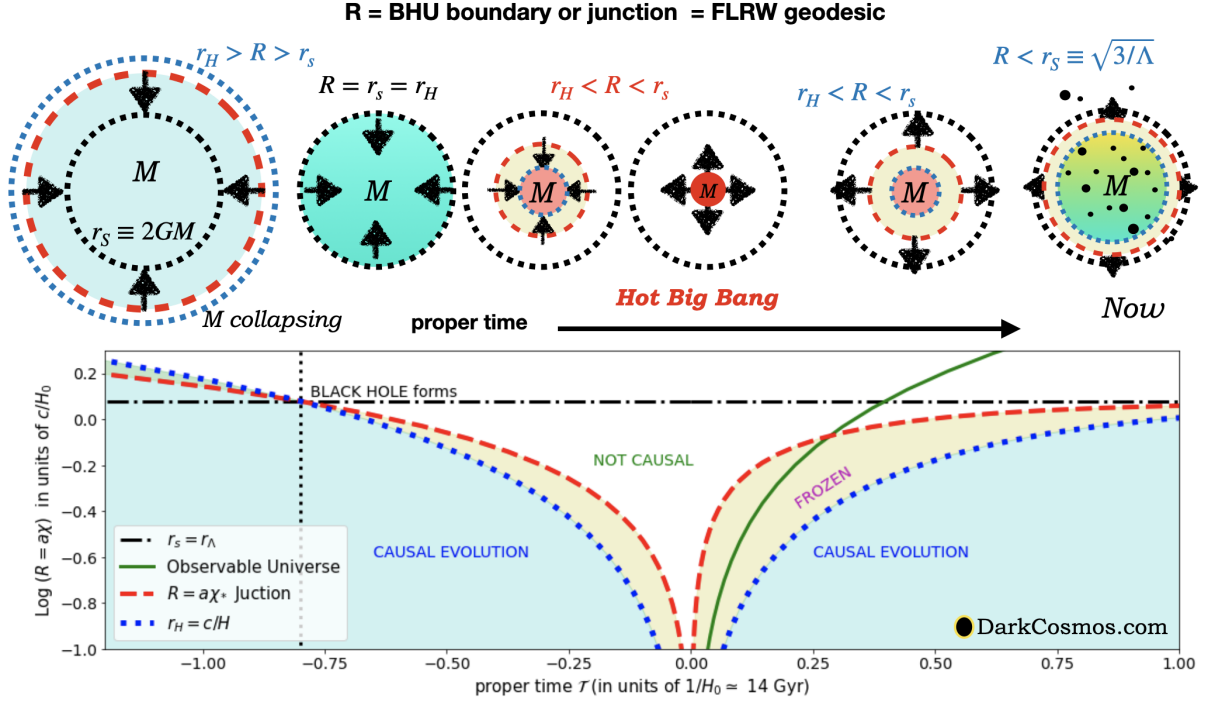 R = BHU boundary or junction = FLRW geodesic
r_H > R > r_s
R = r_s = r_H
r_H < R < r_s
r_H < R < r_s
R < r_S ≡ √3/Λ
M
r_S ≡ 2GM
M
M
M
M
M
M collapsing
Hot Big Bang
proper time
Now
BLACK HOLE forms
NOT CAUSAL
FROZEN
CAUSAL EVOLUTION
CAUSAL EVOLUTION
r_s = r_Λ
Observable Universe
R = aχ_* Juction
r_H = c/H
DarkCosmos.com
Log (R = aχ) in units of c/H_0
0.2
0.0
−0.2
−0.4
−0.6
−0.8
−1.0
−1.00
−0.75
−0.50
−0.25
0.00
0.25
0.50
0.75
1.00
proper time 𝒯 (in units of 1/H_0 ≃ 14 Gyr)